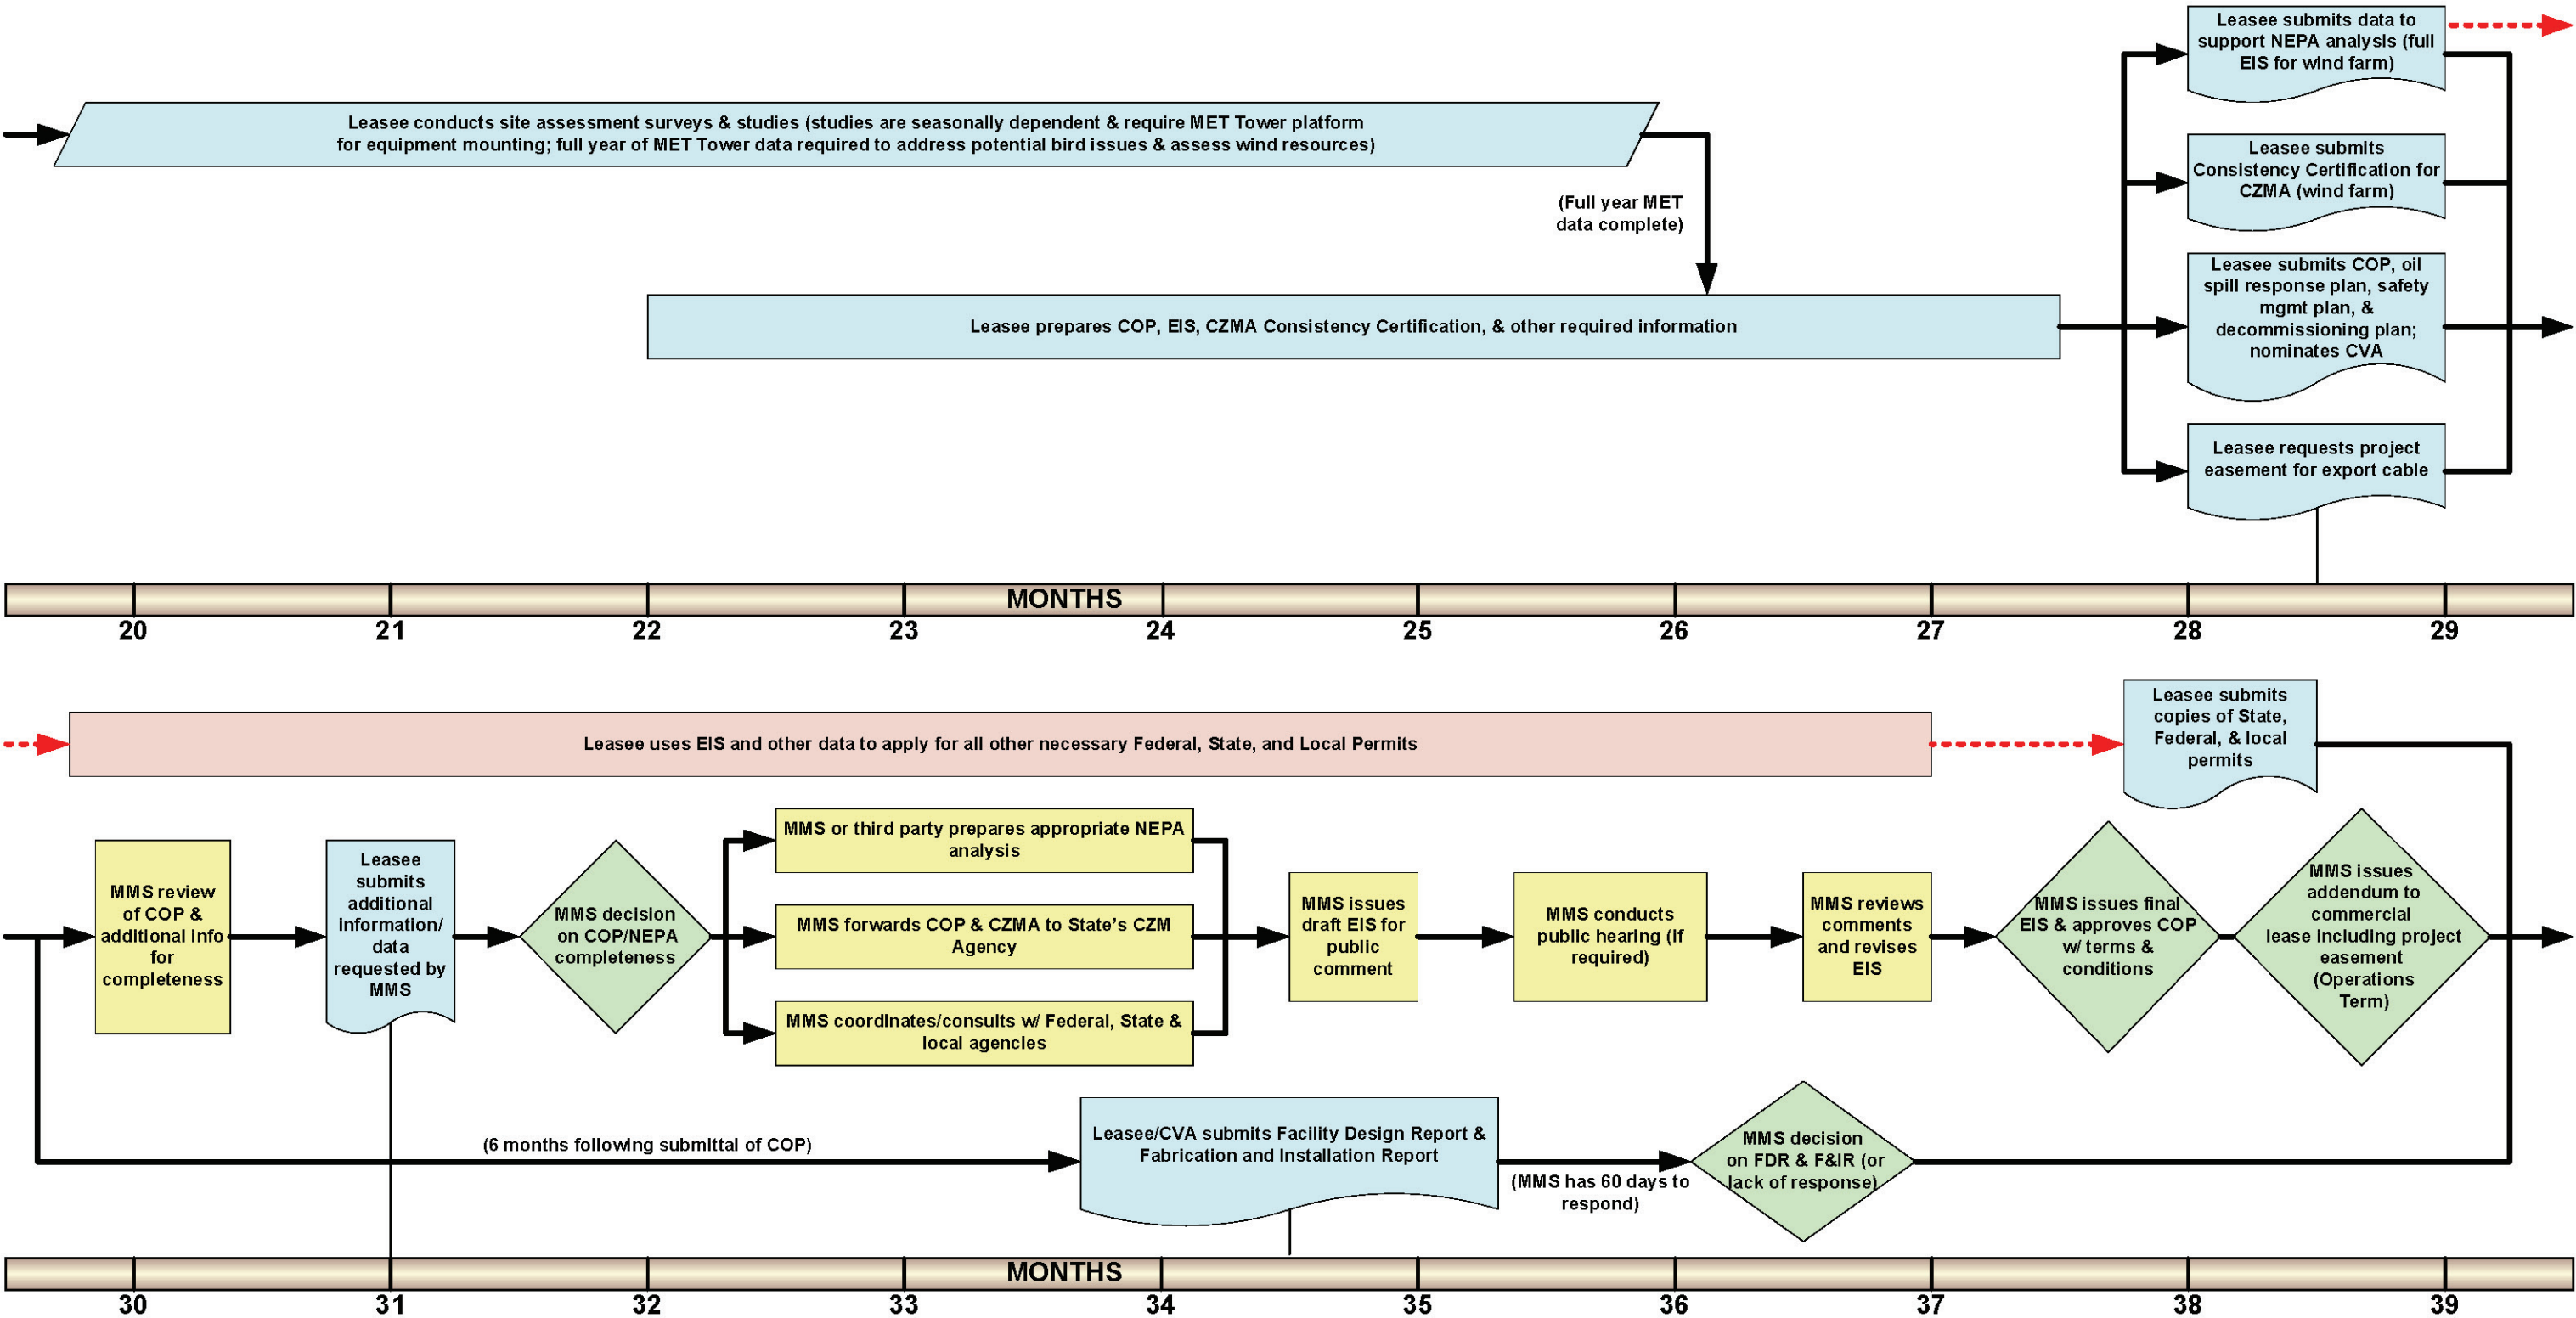 Leasee submits data to
support NEPA analysis (full
EIS for wind farm)
Leasee conducts site assessment surveys & studies (studies are seasonally dependent & require MET Tower platform
for equipment mounting; full year of MET Tower data required to address potential bird issues & assess wind resources)
Leasee submits
Consistency Certification for
CZMA (wind farm)
(Full year MET
data complete)
Leasee prepares COP, EIS, CZMA Consistency Certification, & other required information
Leasee submits COP, oil
spill response plan, safety
mgmt plan, &
decommissioning plan;
nominates CVA
Leasee requests project
easement for export cable
MONTHS
20 21 22 23 24 25 26 27 28 29
Leasee uses EIS and other data to apply for all other necessary Federal, State, and Local Permits
Leasee submits
copies of State,
Federal, & local
permits
MMS review
of COP &
additional info
for
completeness
Leasee
submits
additional
information/
data
requested by
MMS
MMS decision
on COP/NEPA
completeness
MMS or third party prepares appropriate NEPA
analysis
MMS forwards COP & CZMA to State's CZM
Agency
MMS coordinates/consults w/ Federal, State &
local agencies
MMS issues
draft EIS for
public
comment
MMS conducts
public hearing (if
required)
MMS reviews
comments
and revises
EIS
MMS issues final
EIS & approves COP
w/ terms &
conditions
MMS issues
addendum to
commercial
lease including project
easement
(Operations
Term)
(6 months following submittal of COP)
Leasee/CVA submits Facility Design Report &
Fabrication and Installation Report
(MMS has 60 days to
respond)
MMS decision
on FDR & F&IR (or
lack of response)
MONTHS
30 31 32 33 34 35 36 37 38 39